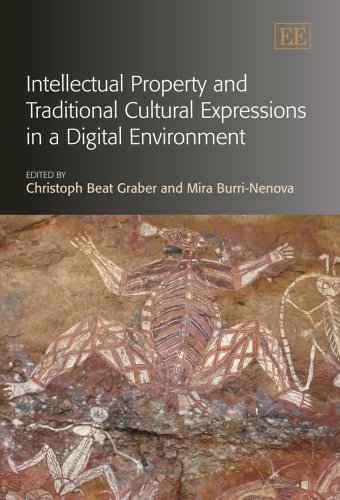 EE
Intellectual Property and
Traditional Cultural Expressions
in a Digital Environment
EDITED BY
Christoph Beat Graber and Mira Burri-Nenova